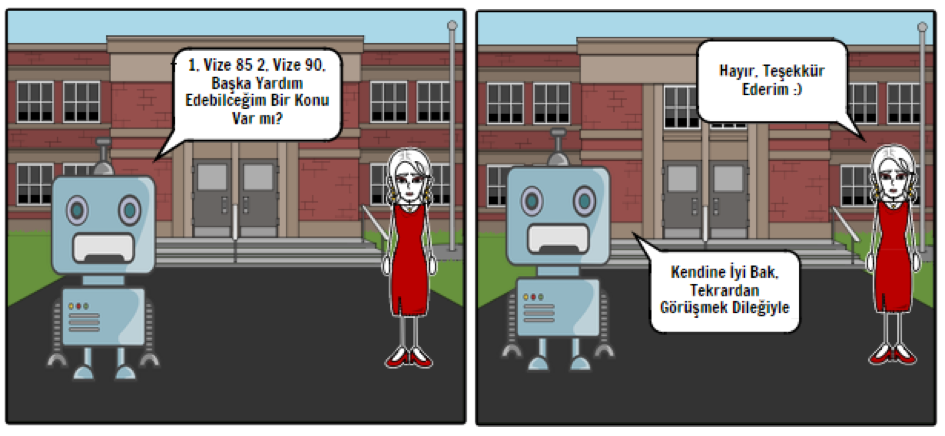 1. Vize 85 2. Vize 90.
Başka Yardım
Edebilceğim Bir Konu
Var mı?
Hayır, Teşekkür
Ederim :)
Kendine İyi Bak,
Tekrardan
Görüşmek Dileğiyle